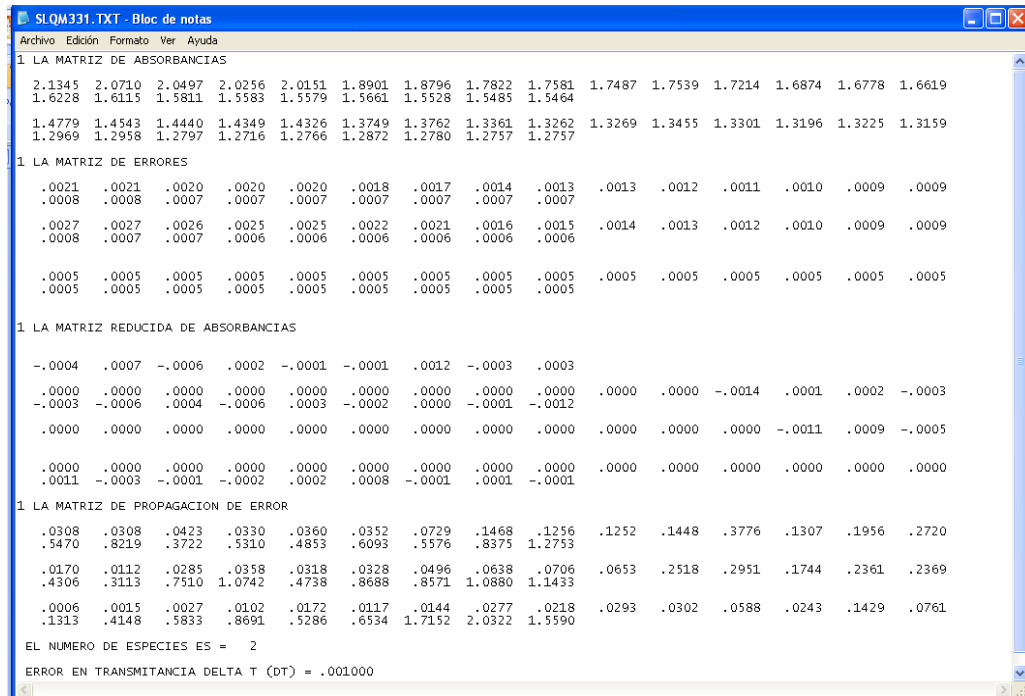 SLQM331.TXT - Bloc de notas
Archivo Edición Formato Ver Ayuda
1 LA MATRIZ DE ABSORBANCIAS
2.1345 2.0710 2.0497 2.0256 2.0151 1.8901 1.8796 1.7822 1.7581 1.7487 1.7539 1.7214 1.6874 1.6778 1.6619
1.6228 1.6115 1.5811 1.5583 1.5579 1.5661 1.5528 1.5485 1.5464
1.4779 1.4543 1.4440 1.4349 1.4326 1.3749 1.3762 1.3361 1.3262 1.3269 1.3455 1.3301 1.3196 1.3225 1.3159
1.2969 1.2958 1.2797 1.2716 1.2766 1.2872 1.2780 1.2757 1.2757
1 LA MATRIZ DE ERRORES
.0021 .0021 .0020 .0020 .0020 .0018 .0017 .0014 .0013 .0013 .0012 .0011 .0010 .0009 .0009
.0008 .0008 .0007 .0007 .0007 .0007 .0007 .0007 .0007
.0027 .0027 .0026 .0025 .0025 .0022 .0021 .0016 .0015 .0014 .0013 .0012 .0010 .0009 .0009
.0008 .0007 .0007 .0006 .0006 .0006 .0006 .0006 .0006
.0005 .0005 .0005 .0005 .0005 .0005 .0005 .0005 .0005 .0005 .0005 .0005 .0005 .0005 .0005
.0005 .0005 .0005 .0005 .0005 .0005 .0005 .0005 .0005
1 LA MATRIZ REDUCIDA DE ABSORBANCIAS
-.0004 .0007 -.0006 .0002 -.0001 -.0001 .0012 -.0003 .0003
.0000 .0000 .0000 .0000 .0000 .0000 .0000 .0000 .0000 .0000 .0000 -.0014 .0001 .0002 -.0003
-.0003 -.0006 .0004 -.0006 .0003 -.0002 .0000 -.0001 -.0012
.0000 .0000 .0000 .0000 .0000 .0000 .0000 .0000 .0000 .0000 .0000 .0000 -.0011 .0009 -.0005
.0000 .0000 .0000 .0000 .0000 .0000 .0000 .0000 .0000 .0000 .0000 .0000 .0000 .0000 .0000
.0011 -.0003 -.0001 -.0002 .0002 .0008 -.0001 .0001 -.0001
1 LA MATRIZ DE PROPAGACION DE ERROR
.0308 .0308 .0423 .0330 .0360 .0352 .0729 .1468 .1256 .1252 .1448 .3776 .1307 .1956 .2720
.5470 .8219 .3722 .5310 .4853 .6093 .5576 .8375 1.2753
.0170 .0112 .0285 .0358 .0318 .0328 .0496 .0638 .0706 .0653 .2518 .2951 .1744 .2361 .2369
.4306 .3113 .7510 1.0742 .4738 .8688 .8571 1.0880 1.1433
.0006 .0015 .0027 .0102 .0172 .0117 .0144 .0277 .0218 .0293 .0302 .0588 .0243 .1429 .0761
.1313 .4148 .5833 .8691 .5286 .6534 1.7152 2.0322 1.5590
EL NUMERO DE ESPECIES ES = 2
ERROR EN TRANSMITANCIA DELTA T (DT) = .001000